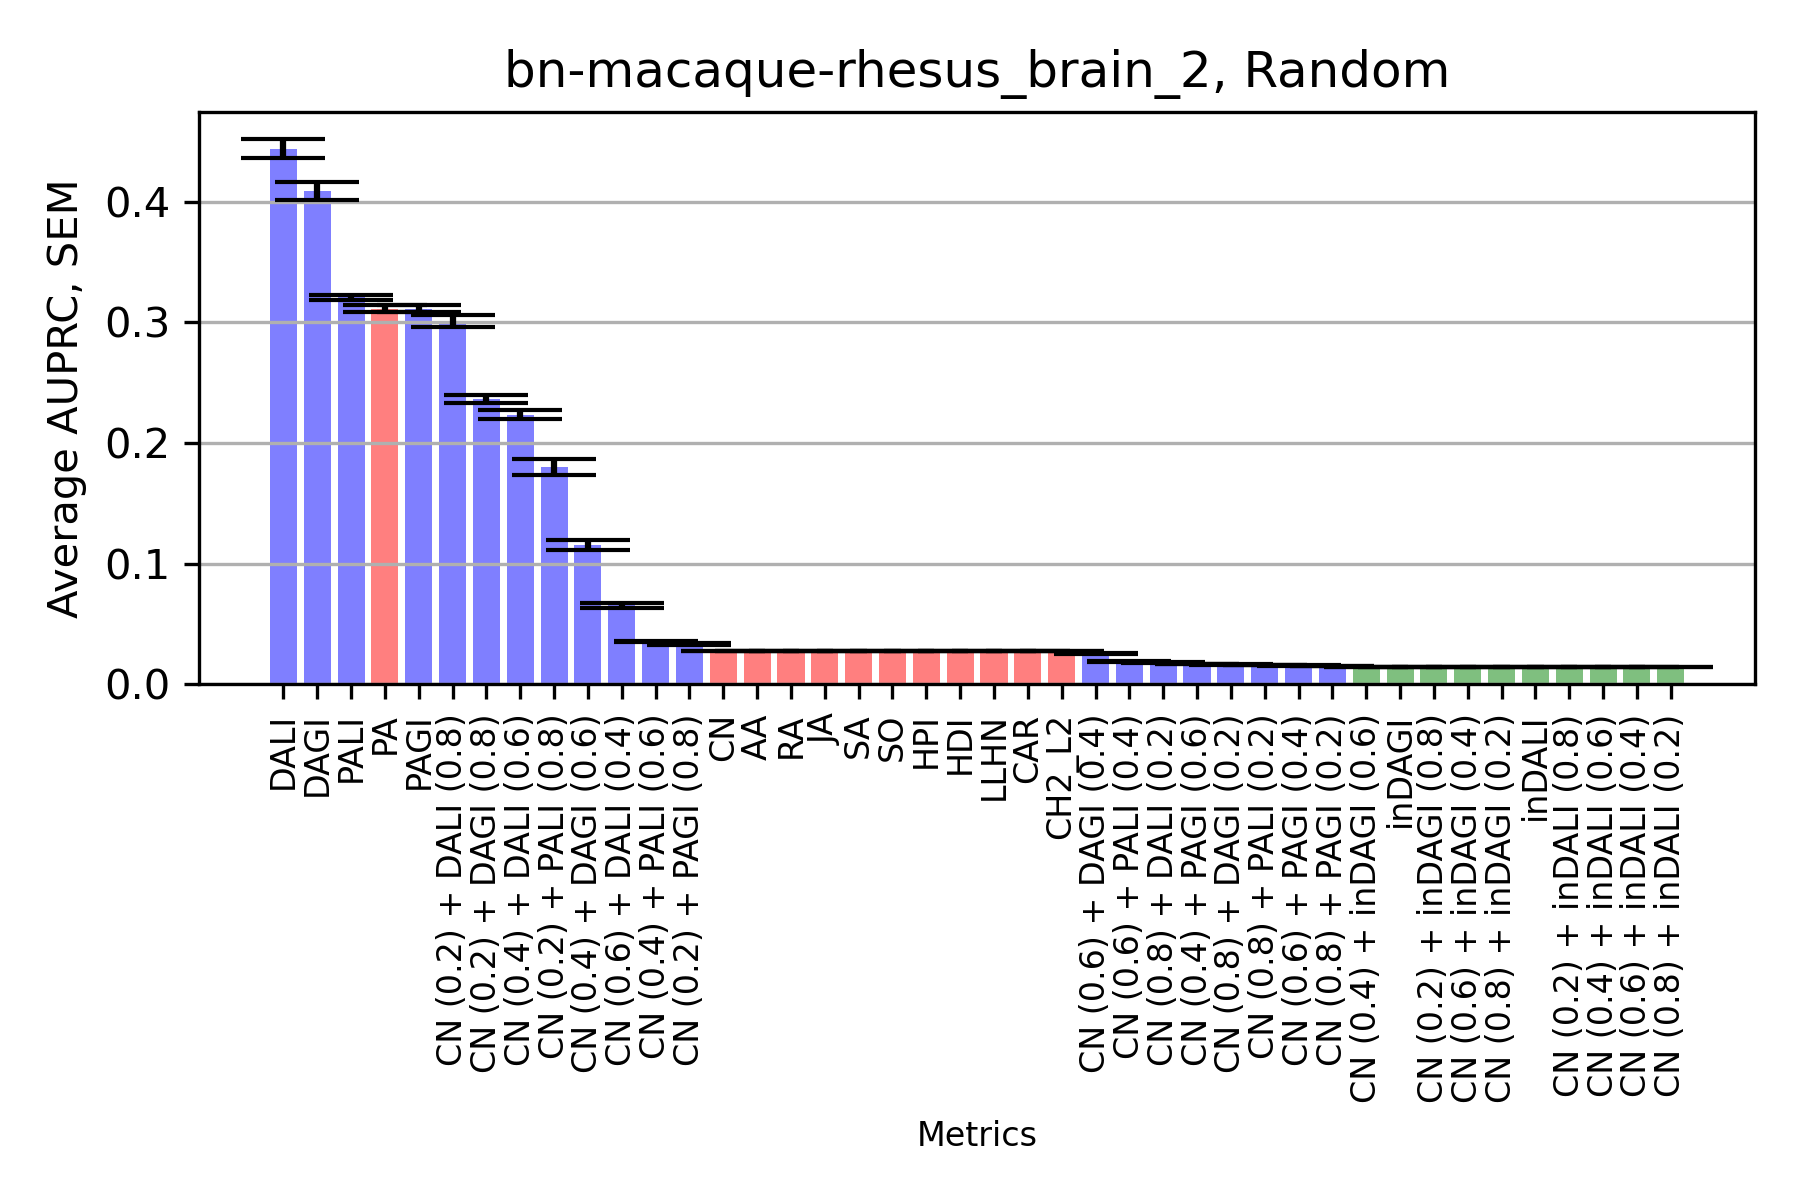 bn-macaque-rhesus_brain_2, Random
Average AUPRC, SEM
0.4
0.3
0.2
0.1
0.0
DALI
DAGI
PALI
PA
PAGI
CN (0.2) + DALI (0.8)
CN (0.2) + DAGI (0.8)
CN (0.4) + DALI (0.6)
CN (0.2) + PALI (0.8)
CN (0.4) + DAGI (0.6)
CN (0.6) + DALI (0.4)
CN (0.4) + PALI (0.6)
CN (0.2) + PAGI (0.8)
CN
AA
RA
JA
SA
SO
HPI
HDI
LLHN
CAR
CH2_L2
CN (0.6) + DAGI (0.4)
CN (0.6) + PALI (0.4)
CN (0.8) + DALI (0.2)
CN (0.4) + PAGI (0.6)
CN (0.8) + DAGI (0.2)
CN (0.8) + PALI (0.2)
CN (0.6) + PAGI (0.4)
CN (0.8) + PAGI (0.2)
CN (0.4) + inDAGI (0.6)
inDAGI
CN (0.2) + inDAGI (0.8)
CN (0.6) + inDAGI (0.4)
CN (0.8) + inDAGI (0.2)
inDALI
CN (0.2) + inDALI (0.8)
CN (0.4) + inDALI (0.6)
CN (0.6) + inDALI (0.4)
CN (0.8) + inDALI (0.2)
Metrics